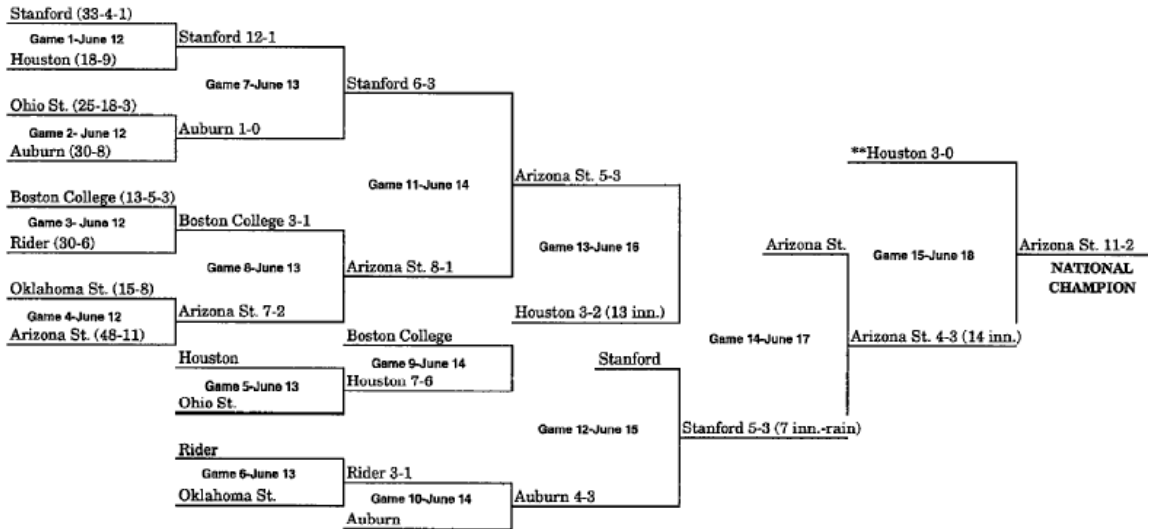 Stanford (33-4-1)
Game 1-June 12
Houston (18-9)
Stanford 12-1
Game 7-June 13
Ohio St. (25-18-3)
Game 2- June 12
Auburn (30-8)
Auburn 1-0
Stanford 6-3
Game 11-June 14
Boston College (13-5-3)
Game 3- June 12
Rider (30-6)
Boston College 3-1
Game 8-June 13
Oklahoma St. (15-8)
Game 4-June 12
Arizona St. (48-11)
Arizona St. 7-2
Arizona St. 8-1
Arizona St. 5-3
Game 13-June 16
Houston 3-2 (13 inn.)
Houston
Game 5-June 13
Ohio St.
Boston College
Game 9-June 14
Houston 7-6
Rider
Game 6-June 13
Oklahoma St.
Rider 3-1
Game 10-June 14
Auburn
Auburn 4-3
Game 12-June 15
Stanford
Stanford 5-3 (7 inn.-rain)
Game 14-June 17
Arizona St.
Arizona St. 4-3 (14 inn.)
**Houston 3-0
Game 15-June 18
Arizona St. 11-2
NATIONAL
CHAMPION